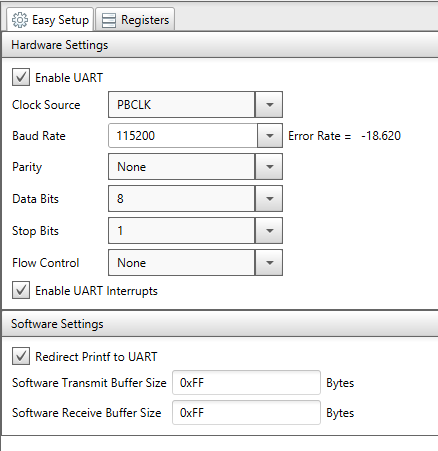 Easy Setup Registers
Hardware Settings
Enable UART
Clock Source PBCLK
Baud Rate 115200 Error Rate = -18.620
Parity None
Data Bits 8
Stop Bits 1
Flow Control None
Enable UART Interrupts
Software Settings
Redirect Printf to UART
Software Transmit Buffer Size 0xFF Bytes
Software Receive Buffer Size 0xFF Bytes